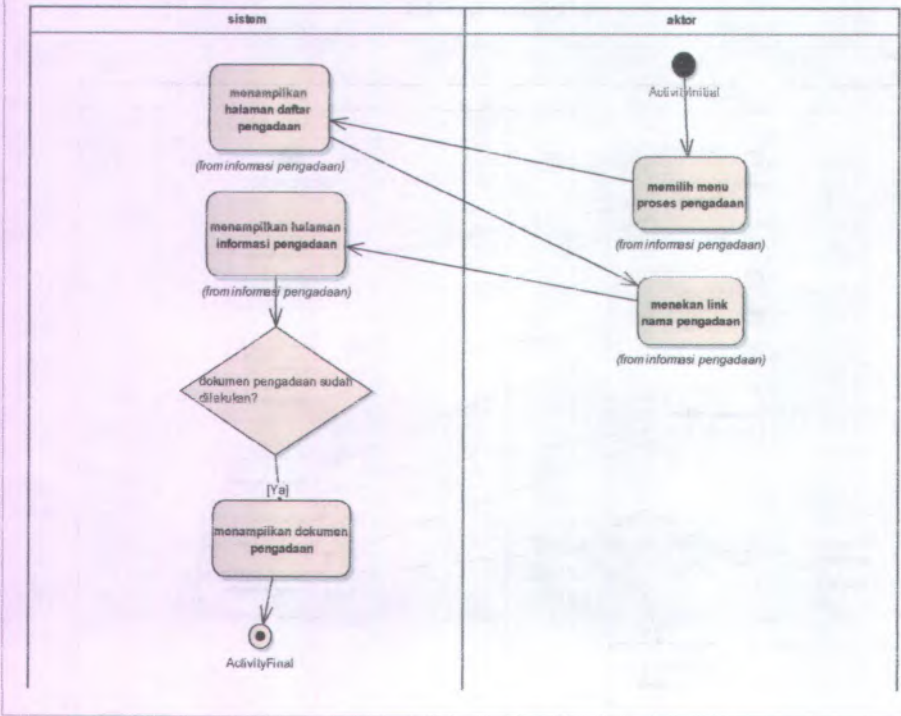 sistem
aktor
ActivityInitial
menampilkan
halaman daftar
pengadaan
(from informasi pengadaan)
memilih menu
proses pengadaan
(from informasi pengadaan)
menampilkan halaman
informasi pengadaan
(from informasi pengadaan)
menekan link
nama pengadaan
(from informasi pengadaan)
dokumen pengadaan sudah
dilakukan?
[Ya]
menampilkan dokumen
pengadaan
ActivityFinal